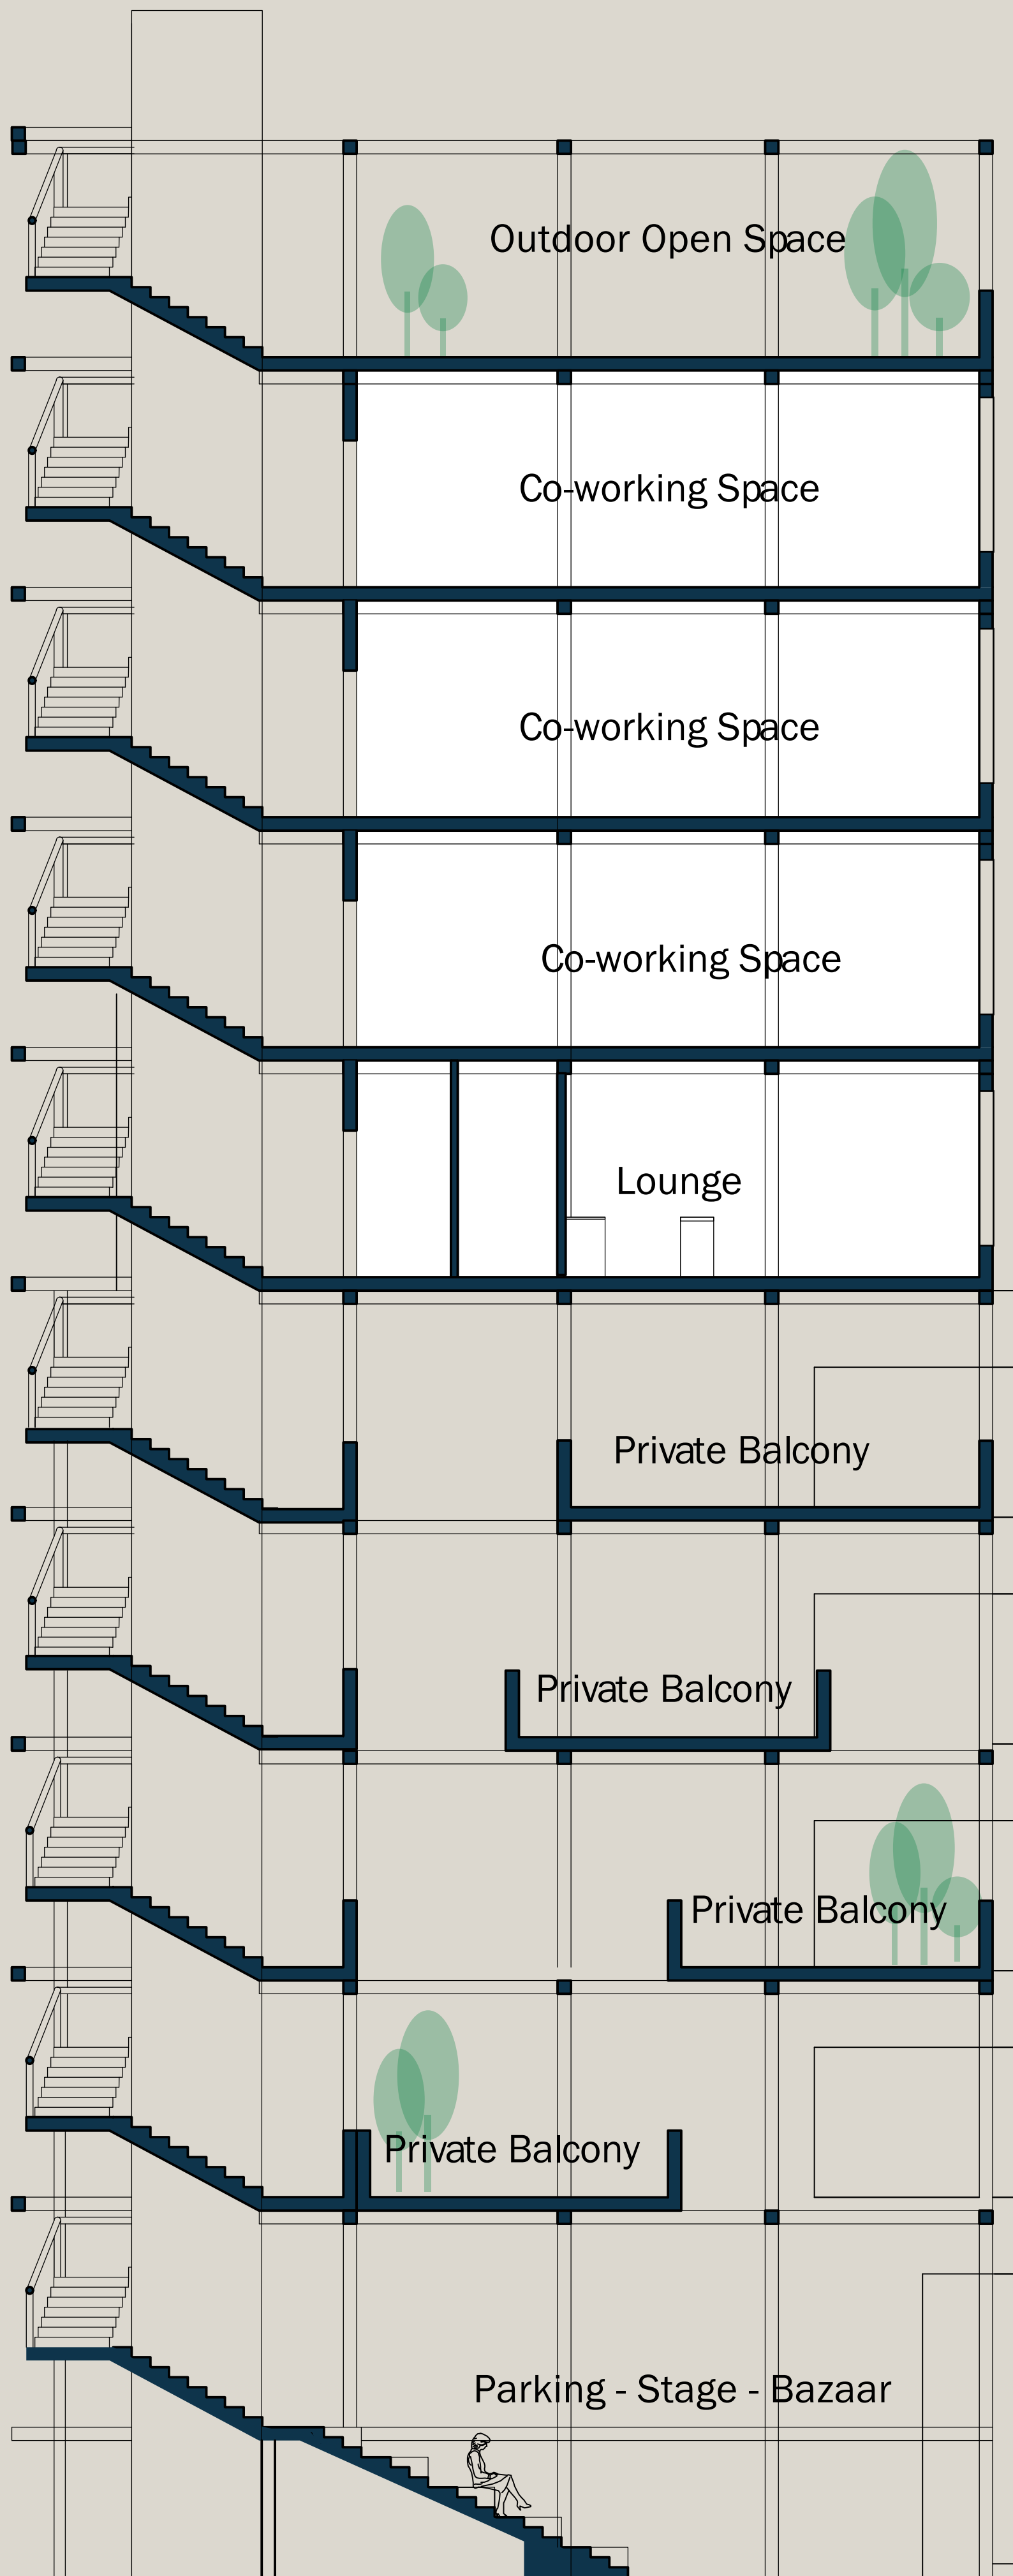 Outdoor Open Space
Co-working Space
Co-working Space
Co-working Space
Lounge
Private Balcony
Private Balcony
Private Balcony
Private Balcony
Parking - Stage - Bazaar